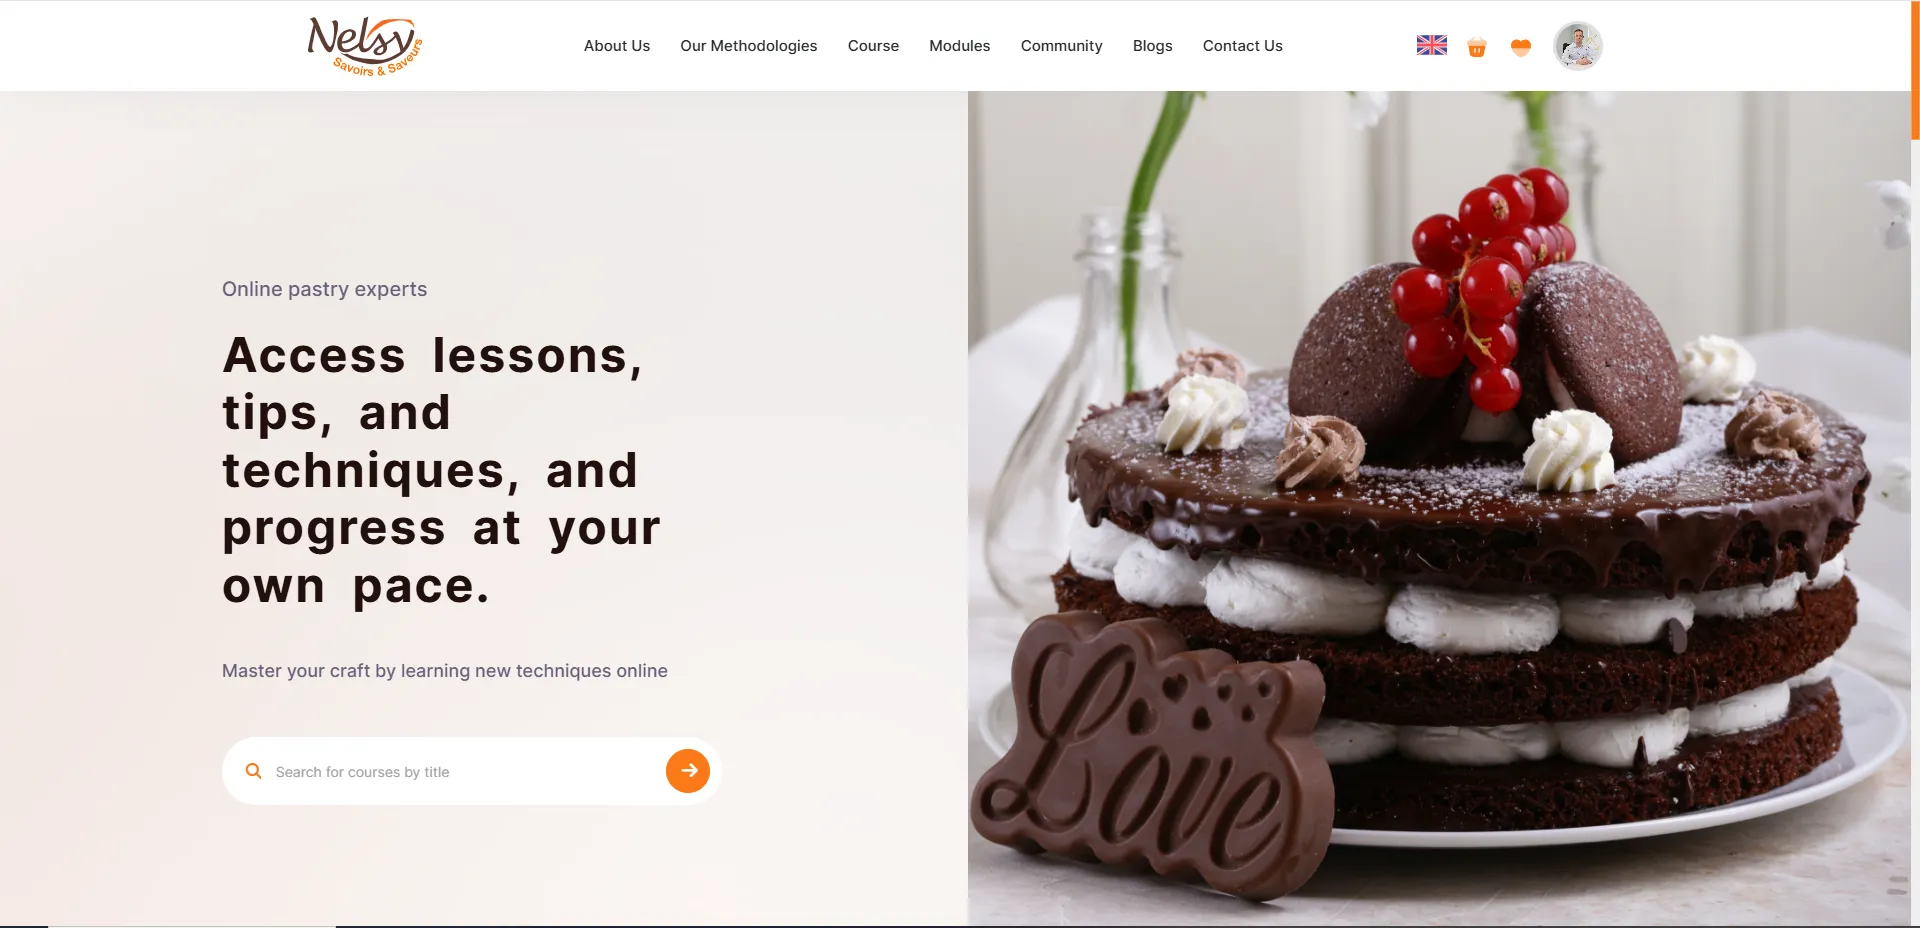 Nelsy
Savoirs & Saveurs
About Us
Our Methodologies
Course
Modules
Community
Blogs
Contact Us
Online pastry experts
Access lessons,
tips, and
techniques, and
progress at your
own pace.
Master your craft by learning new techniques online
Search for courses by title
Love